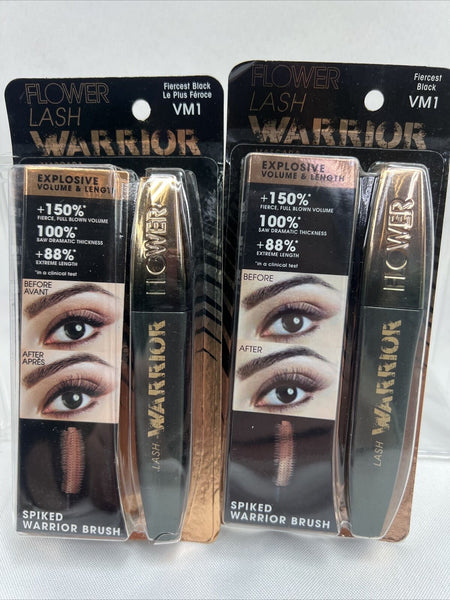 FLOWER
LASH
WARRIOR
MASCARA
Fiercest Black
Le Plus Féroce
VM1
EXPLOSIVE
VOLUME & LENGTH
+150%*
FIERCE, FULL BLOWN VOLUME
100%*
SAW DRAMATIC THICKNESS
+88%*
EXTREME LENGTH
*in a clinical test
BEFORE
AVANT
AFTER
APRÈS
SPIKED
WARRIOR BRUSH
FLOWER
LASH WARRIOR
FLOWER
LASH
WARRIOR
MASCARA
Fiercest
Black
VM1
EXPLOSIVE
VOLUME & LENGTH
+150%*
FIERCE, FULL BLOWN VOLUME
100%*
SAW DRAMATIC THICKNESS
+88%*
EXTREME LENGTH
*in a clinical test
BEFORE
AFTER
SPIKED
WARRIOR BRUSH
FLOWER
LASH WARRIOR